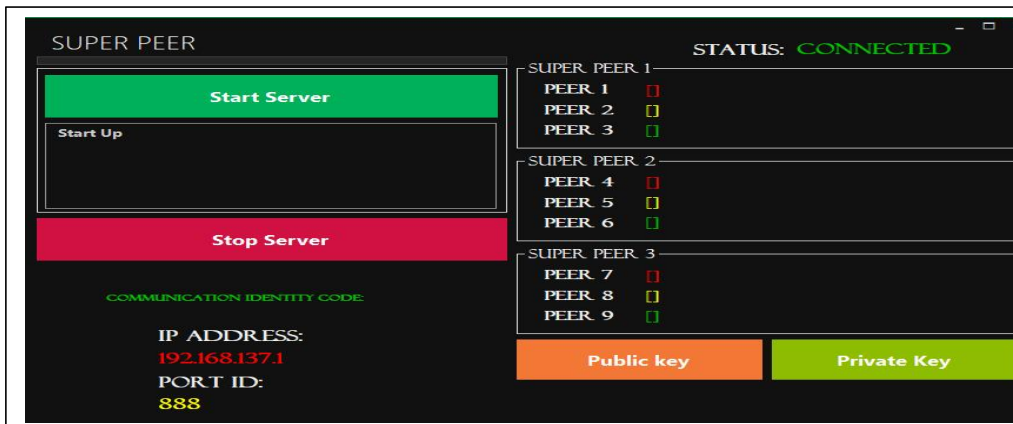 SUPER PEER
STATUS: CONNECTED
Start Server
Start Up
Stop Server
COMMUNICATION IDENTITY CODE:
IP ADDRESS:
192.168.137.1
PORT ID:
888
SUPER PEER 1
PEER 1 []
PEER 2 []
PEER 3 []
SUPER PEER 2
PEER 4 []
PEER 5 []
PEER 6 []
SUPER PEER 3
PEER 7 []
PEER 8 []
PEER 9 []
Public key
Private Key